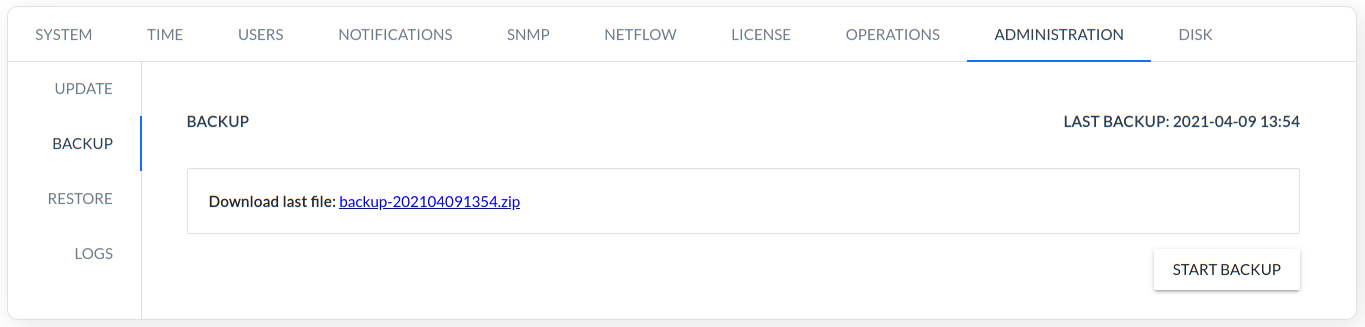 SYSTEM TIME USERS NOTIFICATIONS SNMP NETFLOW LICENSE OPERATIONS ADMINISTRATION DISK
UPDATE
BACKUP
RESTORE
LOGS
BACKUP LAST BACKUP: 2021-04-09 13:54
Download last file: backup-202104091354.zip
START BACKUP